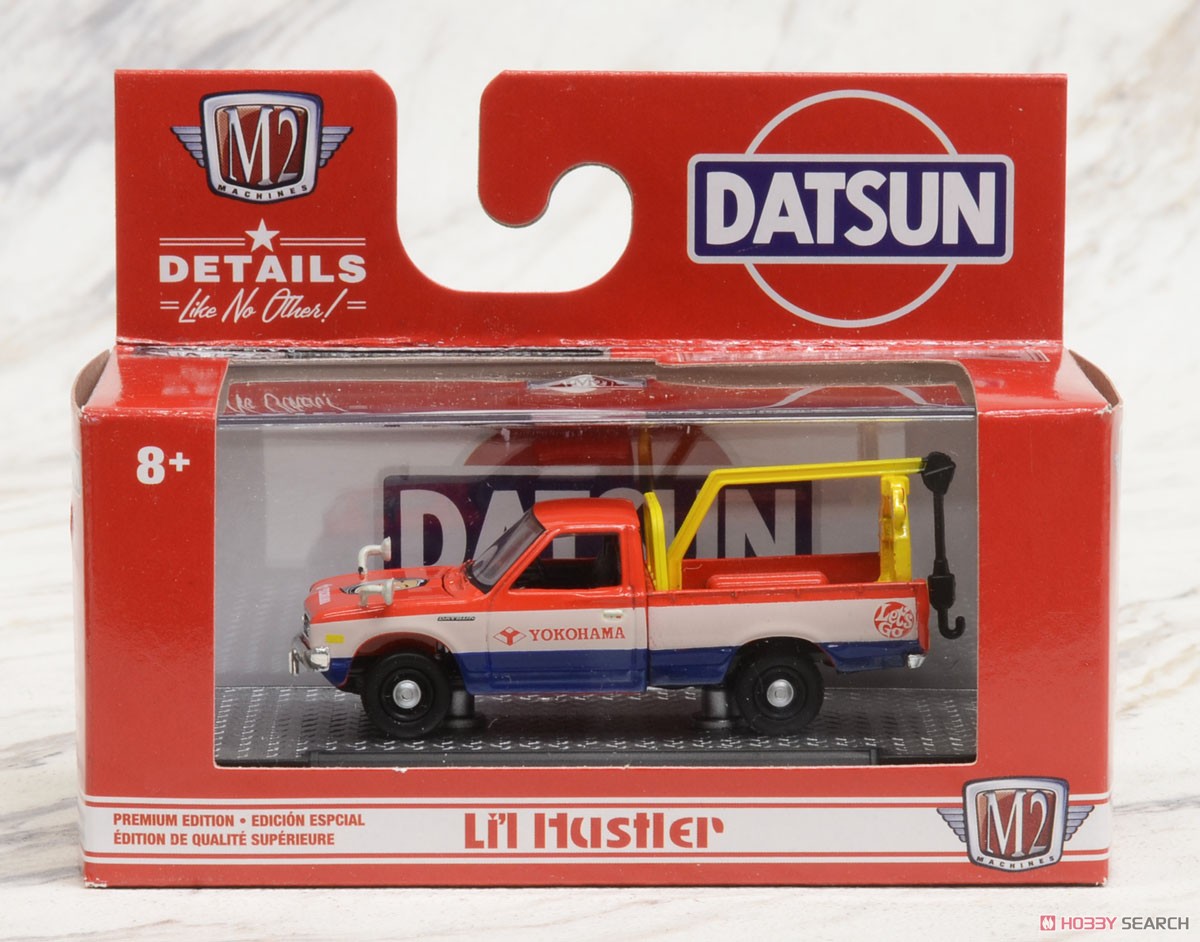 M2
MACHINES
DETAILS
Like No Other!
DATSUN
8+
DATSUN
YOKOHAMA
Let's
GO
PREMIUM EDITION • EDICIÓN ESPCIAL
ÉDITION DE QUALITÉ SUPÉRIEURE
Li'l Hustler
M2
MACHINES
HOBBY SEARCH